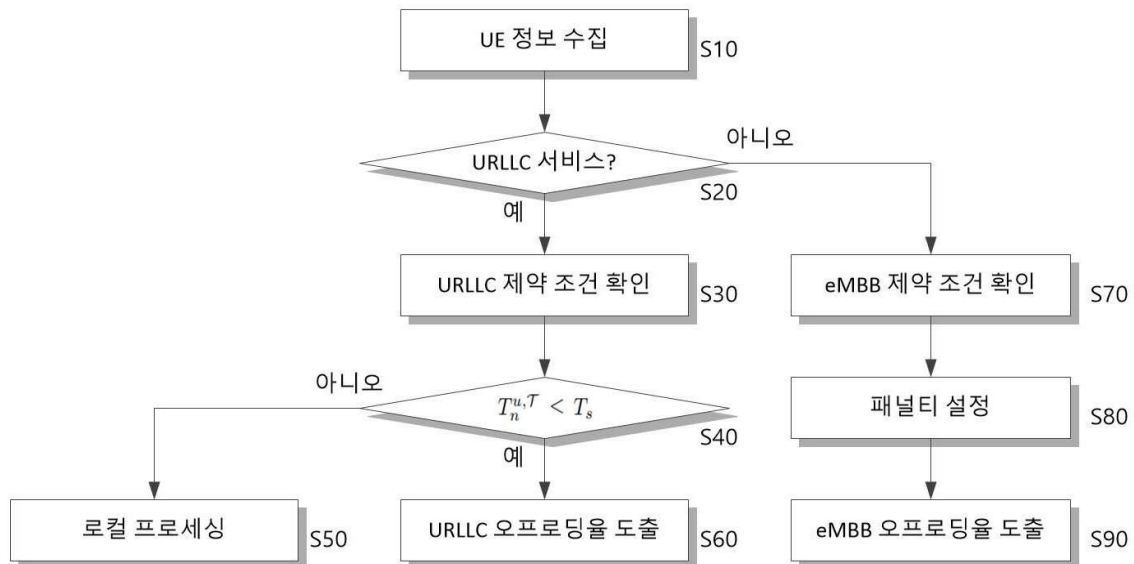 UE 정보 수집
S10
URLLC 서비스?
아니오
S20
예
URLLC 제약 조건 확인
S30
eMBB 제약 조건 확인
S70
아니오
$T_n^{u,\mathcal{T}} < T_s$
S40
예
패널티 설정
S80
로컬 프로세싱
S50
URLLC 오프로딩율 도출
S60
eMBB 오프로딩율 도출
S90